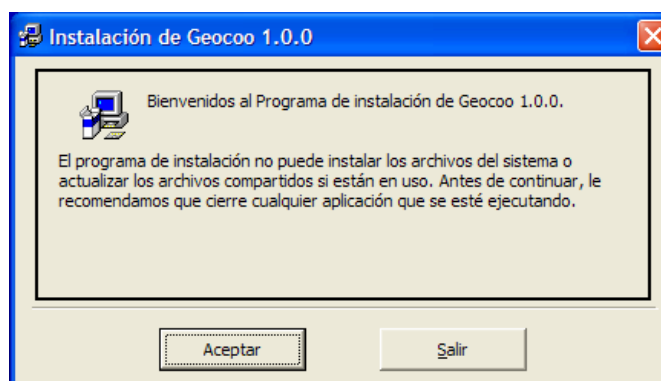 Instalación de Geocoo 1.0.0
Bienvenidos al Programa de instalación de Geocoo 1.0.0.
El programa de instalación no puede instalar los archivos del sistema o
actualizar los archivos compartidos si están en uso. Antes de continuar, le
recomendamos que cierre cualquier aplicación que se esté ejecutando.
Aceptar
Salir